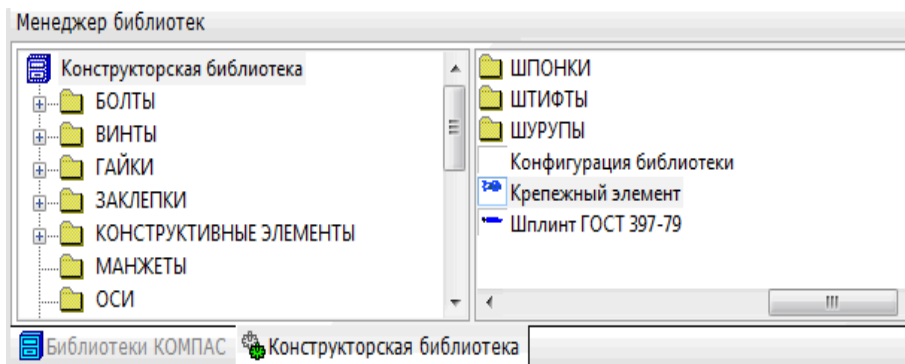 Менеджер библиотек
Конструкторская библиотека
БОЛТЫ
ВИНТЫ
ГАЙКИ
ЗАКЛЕПКИ
КОНСТРУКТИВНЫЕ ЭЛЕМЕНТЫ
МАНЖЕТЫ
ОСИ
ШПОНКИ
ШТИФТЫ
ШУРУПЫ
Конфигурация библиотеки
Крепежный элемент
Шплинт ГОСТ 397-79
Библиотеки КОМПАС Конструкторская библиотека